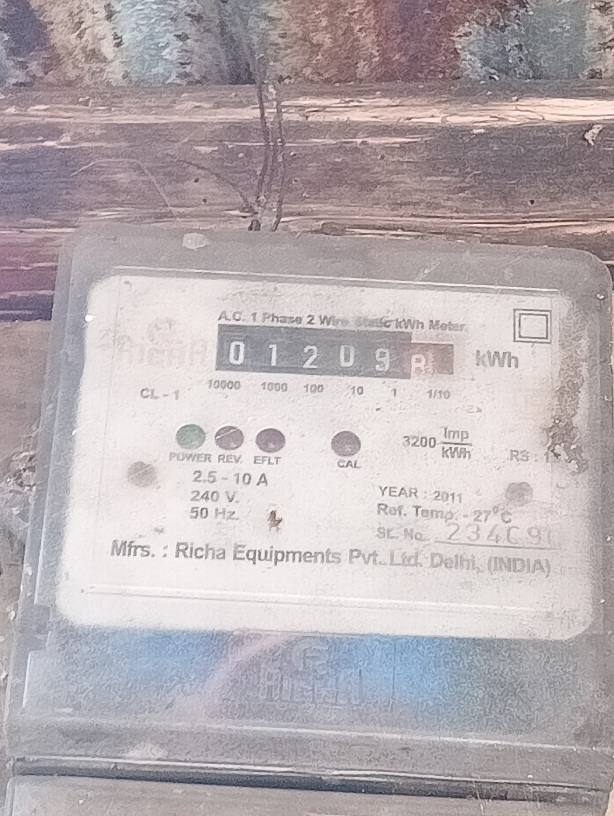 A.C. 1 Phase 2 Wire Static kWh Meter
0 1 2 0 9 kWh
CL - 1 10000 1000 100 10 1 1/10
3200 Imp/kWh
POWER REV. EFLT CAL RS :
2.5 - 10 A
240 V. YEAR : 2011
50 Hz. Ref. Temp. - 27°C
SL. No.
Mfrs. : Richa Equipments Pvt. Ltd. Delhi, (INDIA)